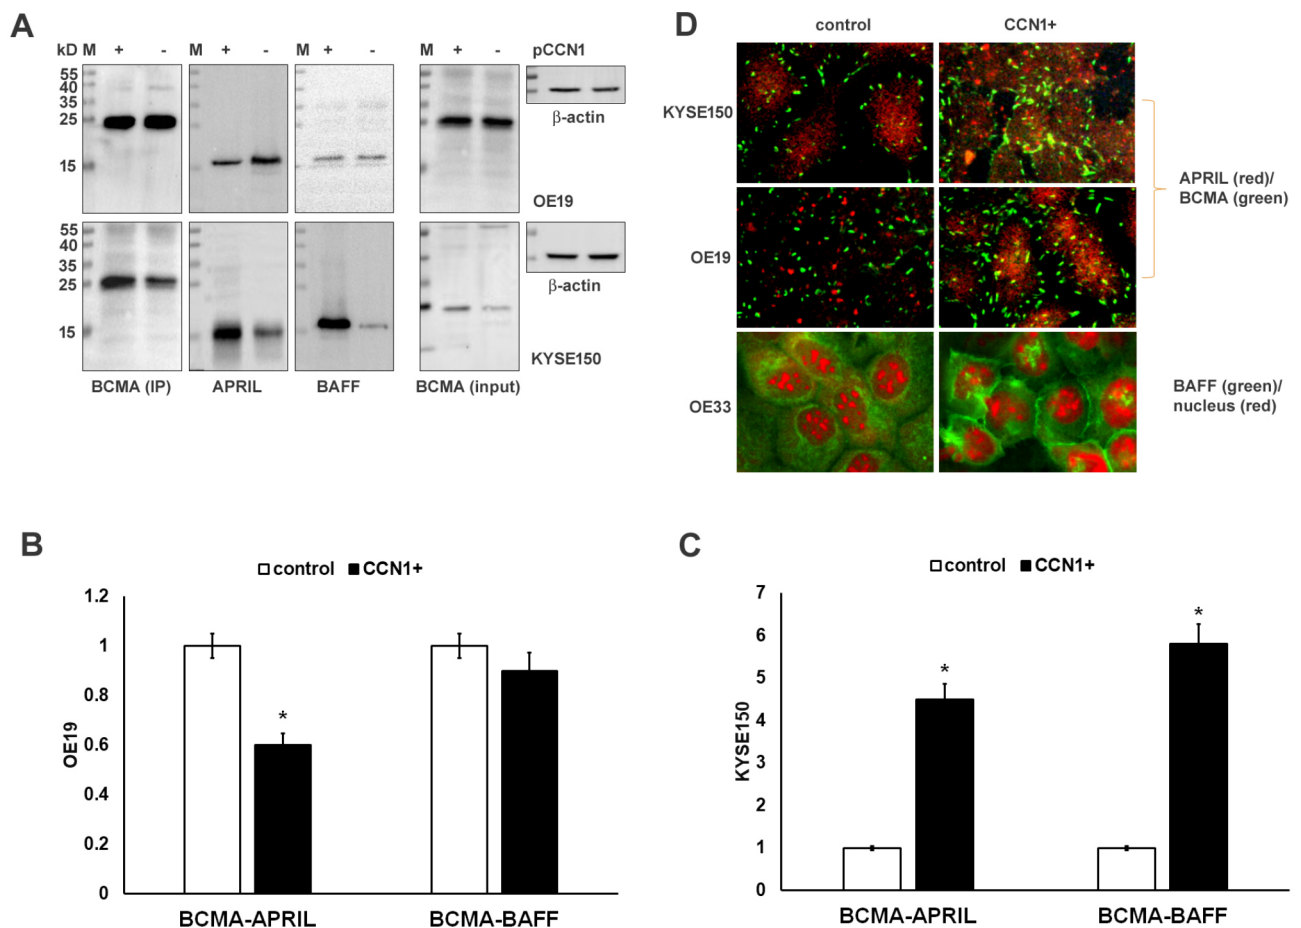 A
kD M + - M + - M + - M + - pCCN1
55
40
35
25
15
β-actin
OE19
55
40
35
25
15
β-actin
KYSE150
BCMA (IP) APRIL BAFF BCMA (input)
D
control CCN1+
KYSE150
APRIL (red)/
BCMA (green)
OE19
OE33
BAFF (green)/
nucleus (red)
B
control CCN1+
1.2
1
0.8
0.6
0.4
0.2
0
*
OE19
BCMA-APRIL BCMA-BAFF
C
control CCN1+
7
6
5
4
3
2
1
0
*
*
KYSE150
BCMA-APRIL BCMA-BAFF